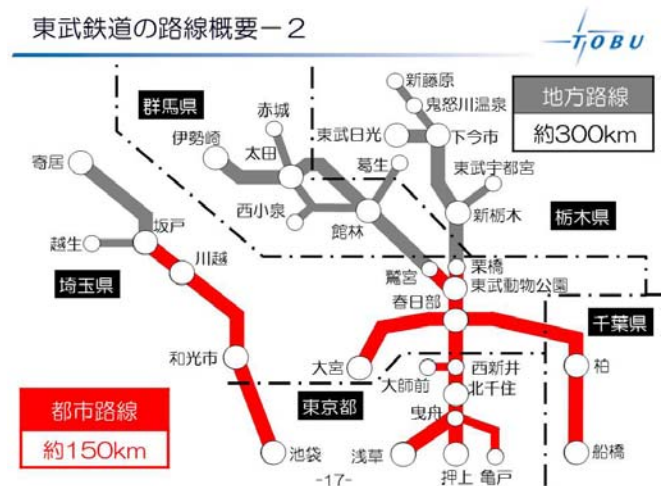 東武鉄道の路線概要－2
TOBU
群馬県
赤城
新藤原
鬼怒川温泉
地方路線
約300km
伊勢崎
太田
東武日光
下今市
寄居
葛生
東武宇都宮
西小泉
館林
新栃木
栃木県
坂戸
越生
川越
鷲宮
栗橋
東武動物公園
埼玉県
春日部
千葉県
和光市
大宮
大師前
西新井
柏
北千住
東京都
曳舟
都市路線
約150km
池袋
浅草
押上
亀戸
船橋
-17-